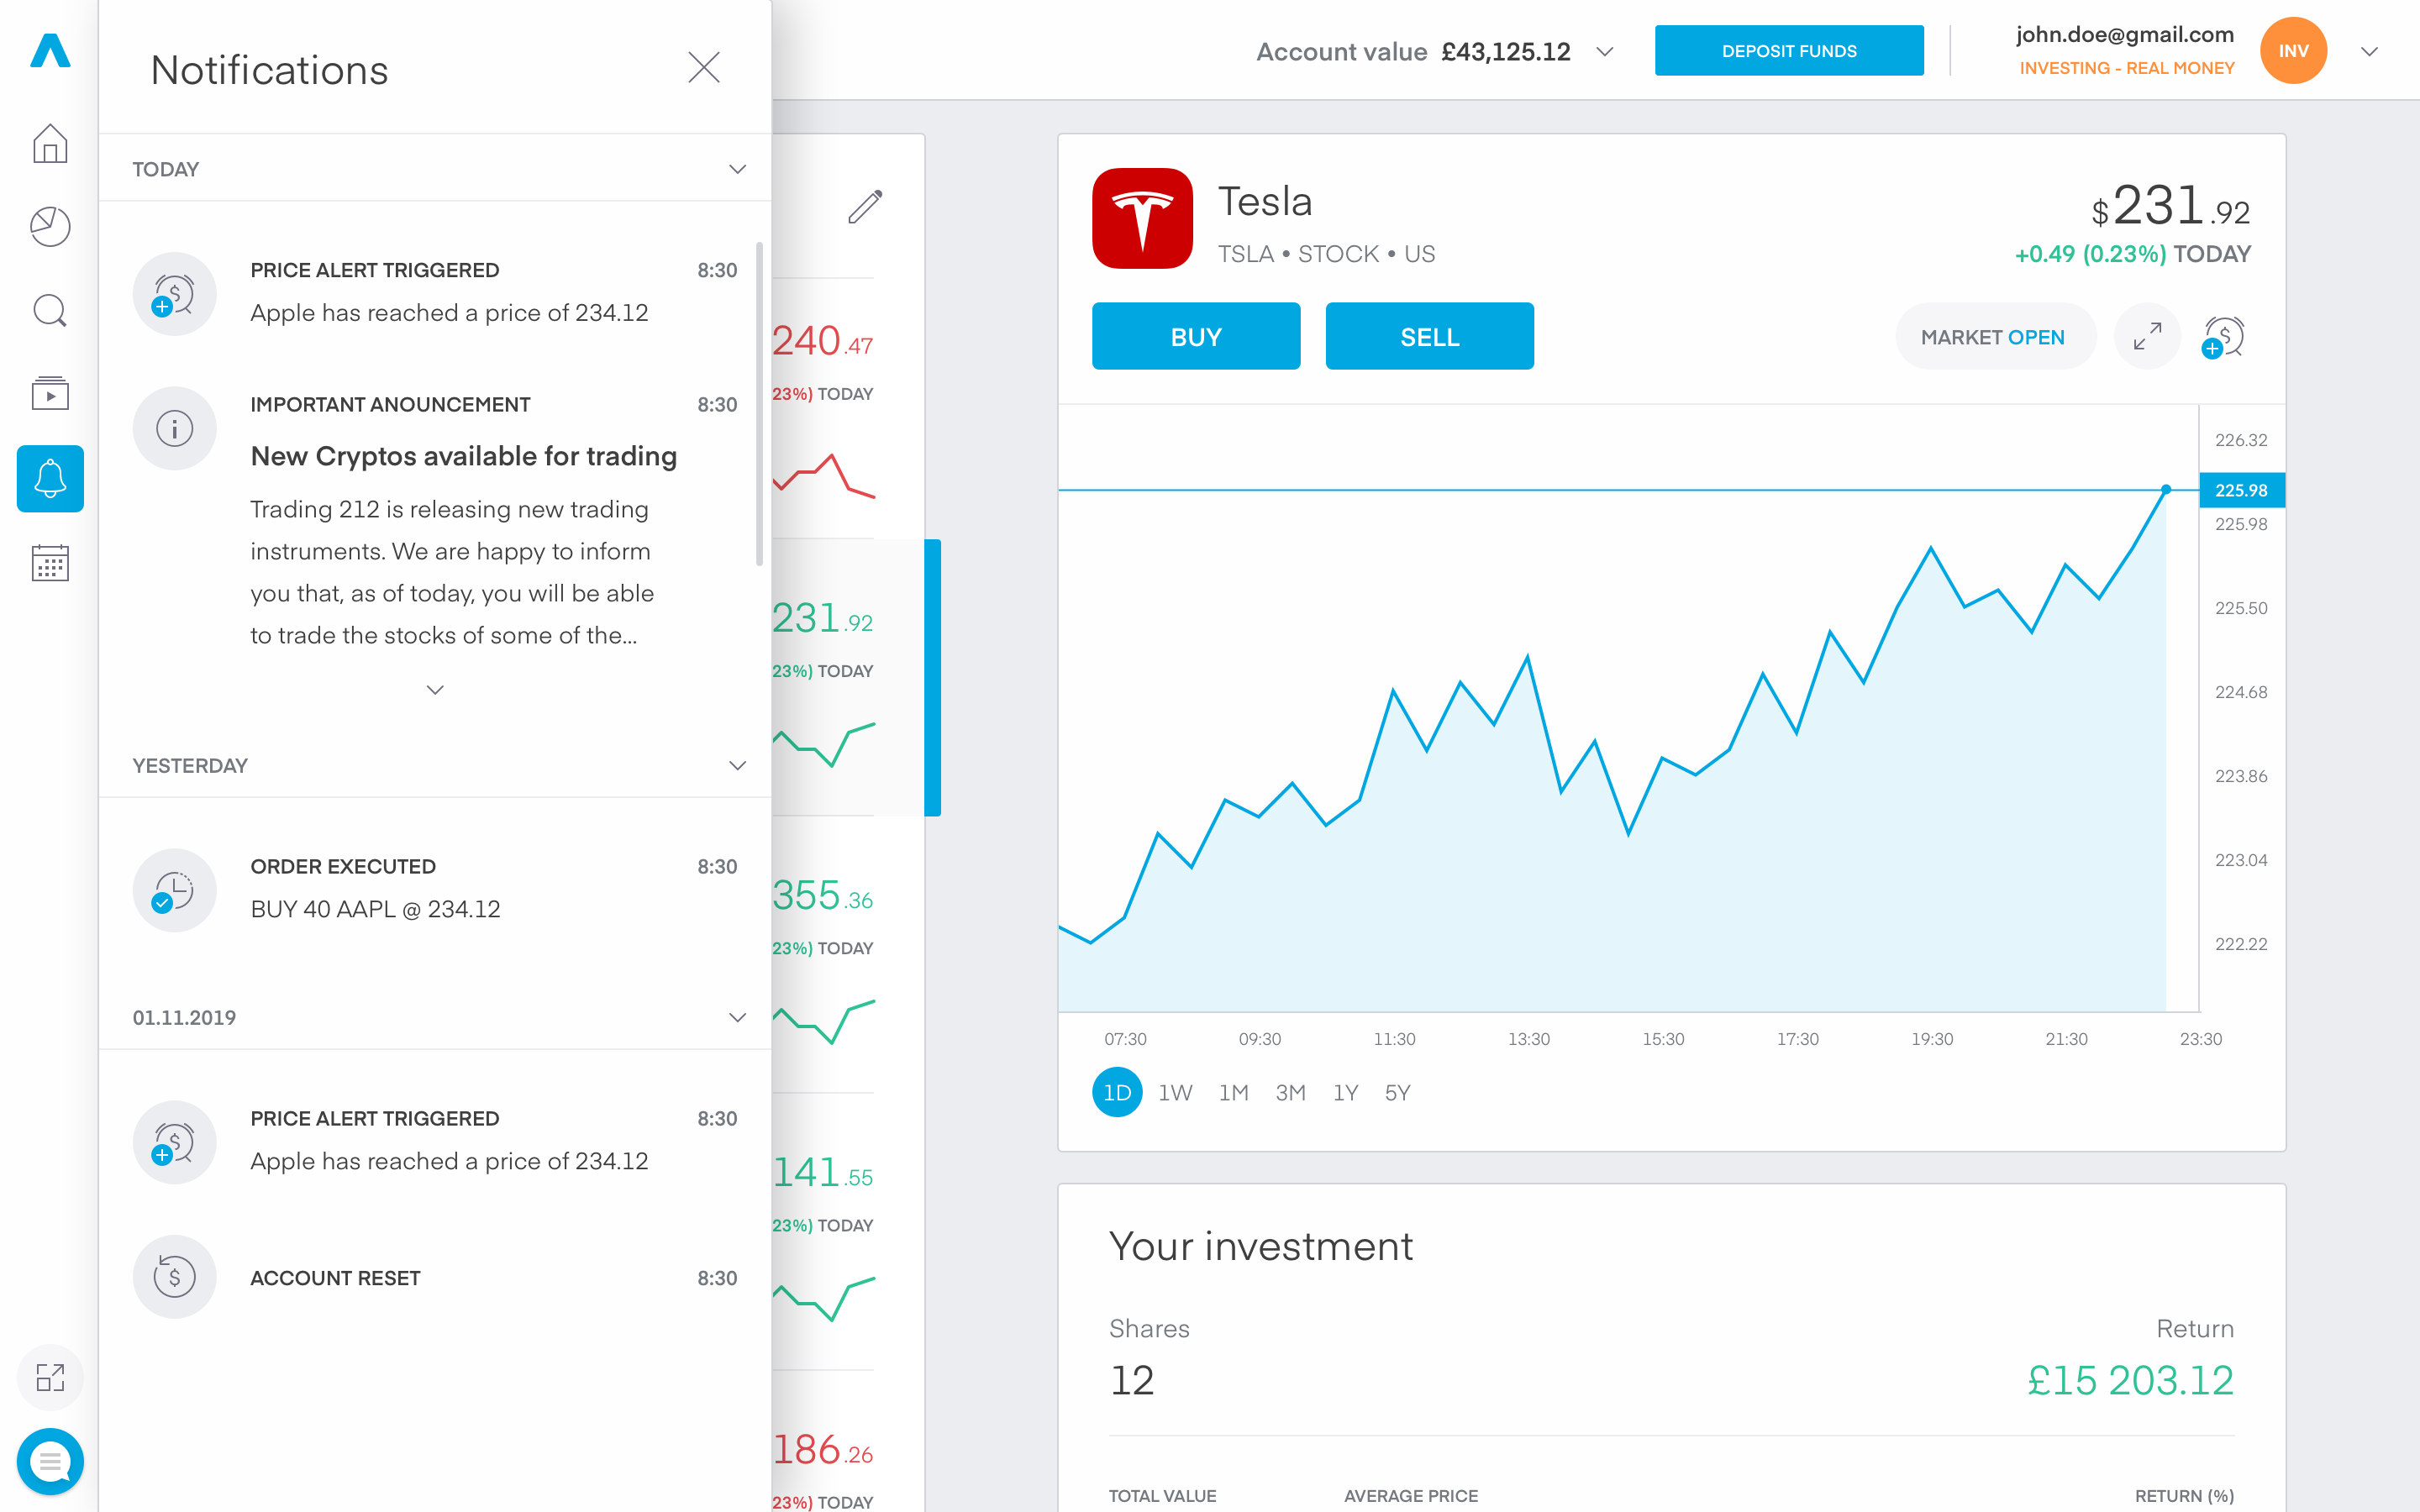 Notifications
TODAY
PRICE ALERT TRIGGERED 8:30
Apple has reached a price of 234.12
IMPORTANT ANOUNCEMENT 8:30
New Cryptos available for trading
Trading 212 is releasing new trading
instruments. We are happy to inform
you that, as of today, you will be able
to trade the stocks of some of the...
YESTERDAY
ORDER EXECUTED 8:30
BUY 40 AAPL @ 234.12
01.11.2019
PRICE ALERT TRIGGERED 8:30
Apple has reached a price of 234.12
ACCOUNT RESET 8:30
240.47
23%) TODAY
231.92
23%) TODAY
355.36
23%) TODAY
141.55
23%) TODAY
186.26
23%) TODAY
Account value £43,125.12
DEPOSIT FUNDS
john.doe@gmail.com
INVESTING - REAL MONEY
INV
Tesla
TSLA • STOCK • US
$231.92
+0.49 (0.23%) TODAY
BUY
SELL
MARKET OPEN
226.32
225.98
225.98
225.50
224.68
223.86
223.04
222.22
07:30 09:30 11:30 13:30 15:30 17:30 19:30 21:30 23:30
1D 1W 1M 3M 1Y 5Y
Your investment
Shares
12
Return
£15 203.12
TOTAL VALUE AVERAGE PRICE RETURN (%)